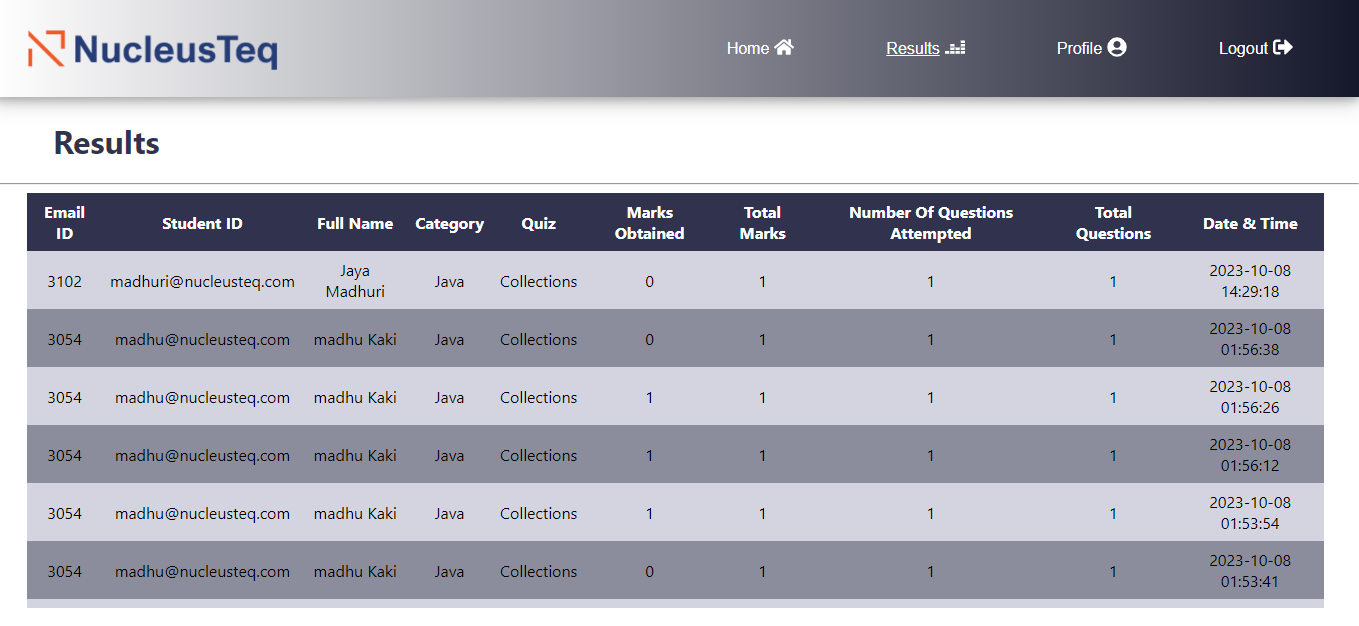 NucleusTeq
Home Results Profile Logout
Results
Email ID Student ID Full Name Category Quiz Marks Obtained Total Marks Number Of Questions Attempted Total Questions Date & Time
3102 madhuri@nucleusteq.com Jaya Madhuri Java Collections 0 1 1 1 2023-10-08 14:29:18
3054 madhu@nucleusteq.com madhu Kaki Java Collections 0 1 1 1 2023-10-08 01:56:38
3054 madhu@nucleusteq.com madhu Kaki Java Collections 1 1 1 1 2023-10-08 01:56:26
3054 madhu@nucleusteq.com madhu Kaki Java Collections 1 1 1 1 2023-10-08 01:56:12
3054 madhu@nucleusteq.com madhu Kaki Java Collections 1 1 1 1 2023-10-08 01:53:54
3054 madhu@nucleusteq.com madhu Kaki Java Collections 0 1 1 1 2023-10-08 01:53:41